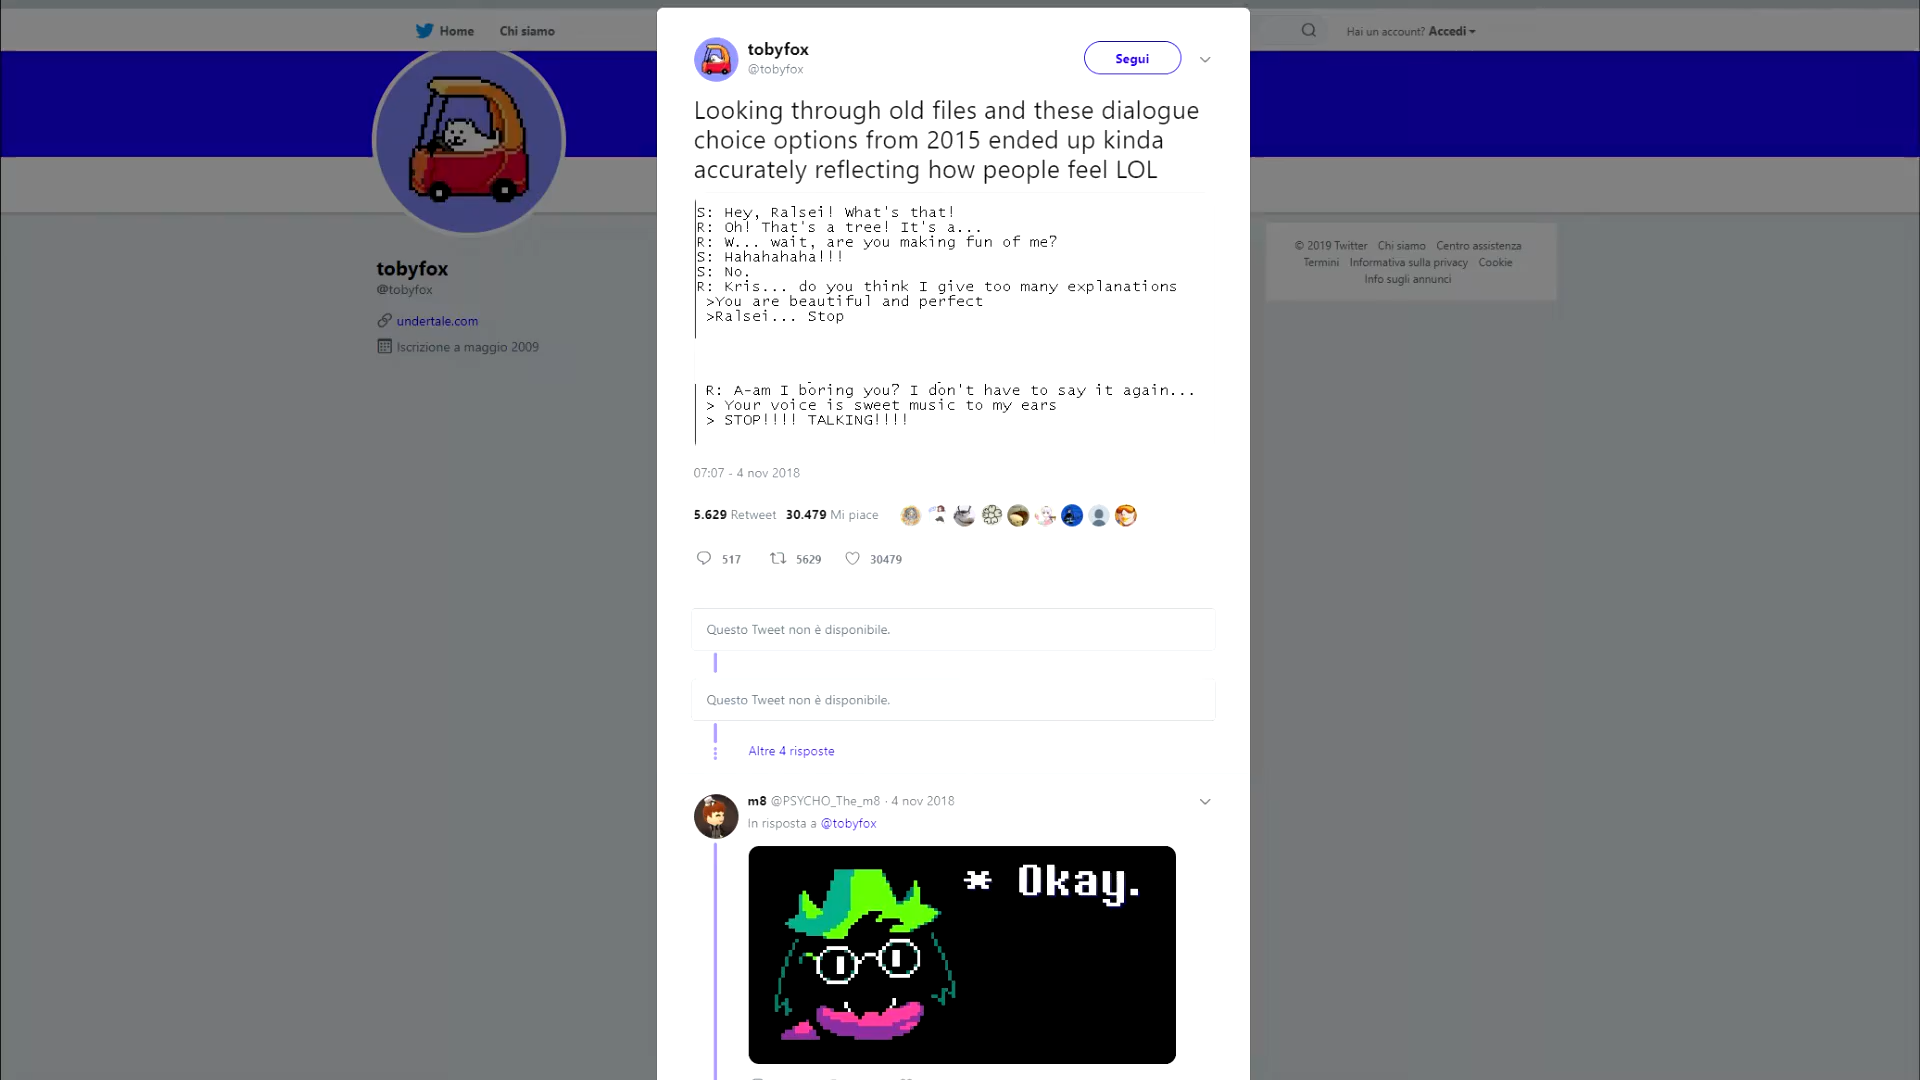 Home
Chi siamo
Hai un account? Accedi
tobyfox
@tobyfox
Segui
Looking through old files and these dialogue
choice options from 2015 ended up kinda
accurately reflecting how people feel LOL
S: Hey, Ralsei! What's that!
R: Oh! That's a tree! It's a...
R: W... wait, are you making fun of me?
S: Hahahahaha!!!
S: No.
R: Kris... do you think I give too many explanations
>You are beautiful and perfect
>Ralsei... Stop
R: A-am I boring you? I don't have to say it again...
> Your voice is sweet music to my ears
> STOP!!!! TALKING!!!!
07:07 - 4 nov 2018
5.629 Retweet 30.479 Mi piace
517 5629 30479
Questo Tweet non è disponibile.
Questo Tweet non è disponibile.
Altre 4 risposte
m8 @PSYCHO_The_m8 · 4 nov 2018
In risposta a @tobyfox
* Okay.
tobyfox
@tobyfox
undertale.com
Iscrizione a maggio 2009
© 2019 Twitter Chi siamo Centro assistenza
Termini Informativa sulla privacy Cookie
Info sugli annunci